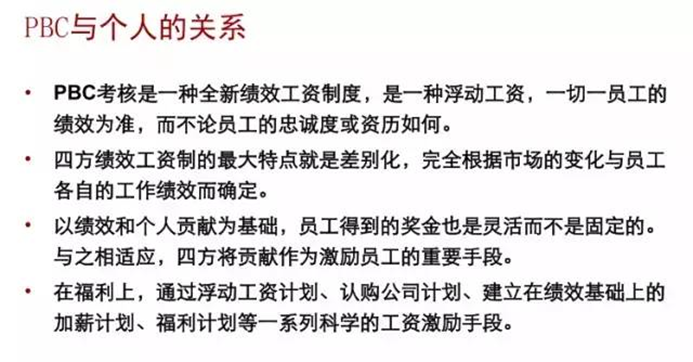 PBC与个人的关系
• PBC考核是一种全新绩效工资制度，是一种浮动工资，一切一员工的
绩效为准，而不论员工的忠诚度或资历如何。
• 四方绩效工资制的最大特点就是差别化，完全根据市场的变化与员工
各自的工作绩效而确定。
• 以绩效和个人贡献为基础，员工得到的奖金也是灵活而不是固定的。
与之相适应，四方将贡献作为激励员工的重要手段。
• 在福利上，通过浮动工资计划、认购公司计划、建立在绩效基础上的
加薪计划、福利计划等一系列科学的工资激励手段。